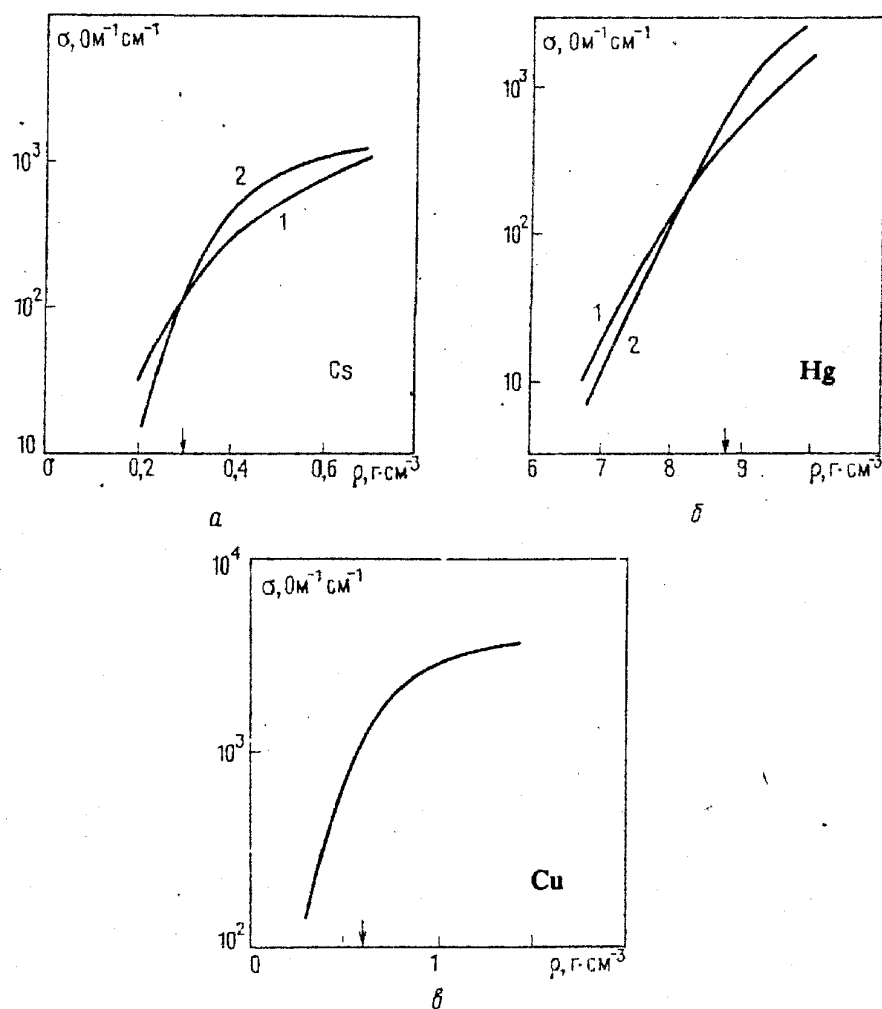 σ, Ом⁻¹см⁻¹
10³
10²
10
2
1
Cs
0 0,2 0,4 0,6 ρ, г·см⁻³
а
σ, Ом⁻¹см⁻¹
10³
10²
10
1
2
Hg
6 7 8 9 ρ, г·см⁻³
б
10⁴
σ, Ом⁻¹см⁻¹
10³
10²
Cu
0 1 ρ, г·см⁻³
в